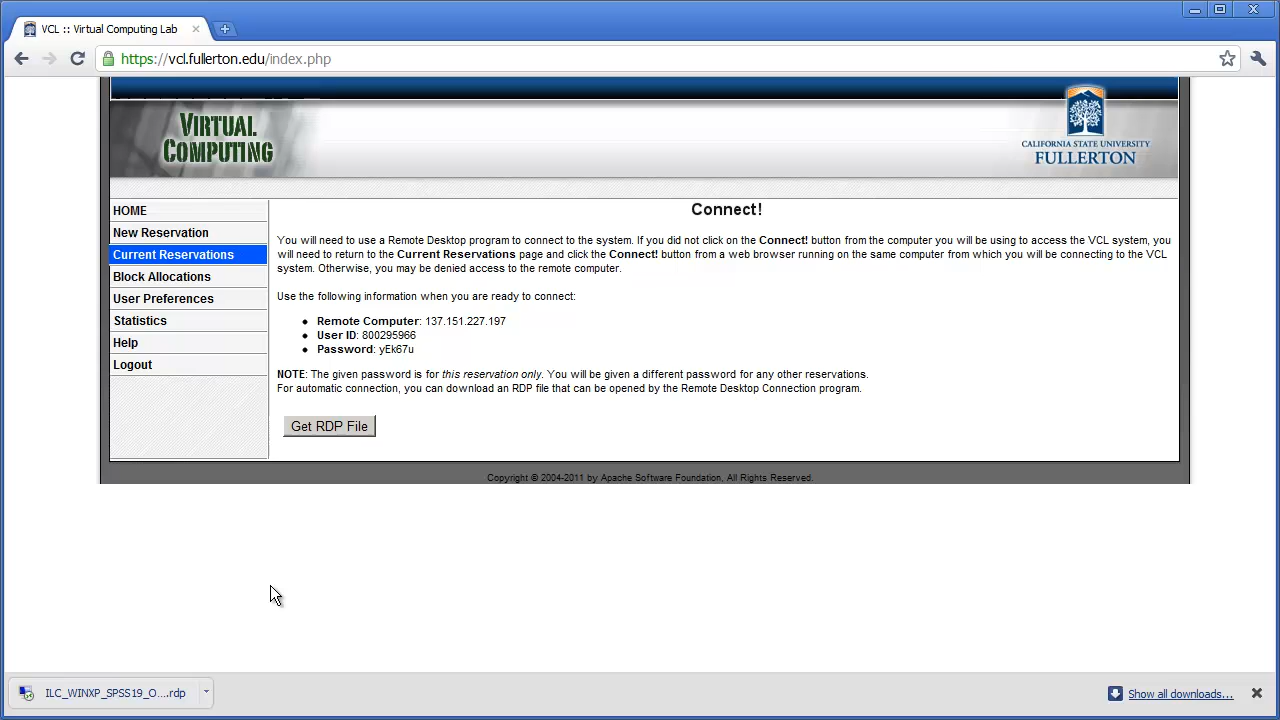 VCL :: Virtual Computing Lab
https://vcl.fullerton.edu/index.php
VIRTUAL
COMPUTING
CALIFORNIA STATE UNIVERSITY
FULLERTON
HOME
New Reservation
Current Reservations
Block Allocations
User Preferences
Statistics
Help
Logout
Connect!
You will need to use a Remote Desktop program to connect to the system. If you did not click on the Connect! button from the computer you will be using to access the VCL system, you
will need to return to the Current Reservations page and click the Connect! button from a web browser running on the same computer from which you will be connecting to the VCL
system. Otherwise, you may be denied access to the remote computer.
Use the following information when you are ready to connect:
• Remote Computer: 137.151.227.197
• User ID: 800295966
• Password: yEk67u
NOTE: The given password is for this reservation only. You will be given a different password for any other reservations.
For automatic connection, you can download an RDP file that can be opened by the Remote Desktop Connection program.
Get RDP File
Copyright © 2004-2011 by Apache Software Foundation, All Rights Reserved.
ILC_WINXP_SPSS19_O....rdp
Show all downloads...